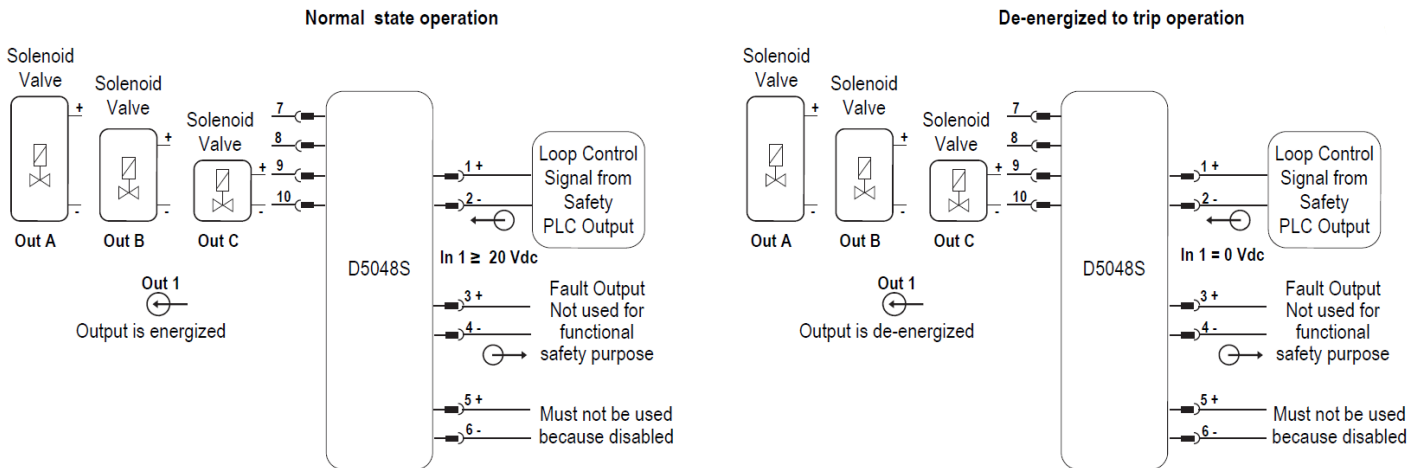 Normal state operation
Solenoid
Valve
+
-
Out A
Solenoid
Valve
+
-
Out B
Solenoid
Valve
+
-
Out C
7
8
9
10
Out 1
Output is energized
D5048S
1 +
2 -
Loop Control
Signal from
Safety
PLC Output
In 1 ≥ 20 Vdc
3 +
4 -
Fault Output
Not used for
functional
safety purpose
5 +
6 -
Must not be used
because disabled
De-energized to trip operation
Solenoid
Valve
+
-
Out A
Solenoid
Valve
+
-
Out B
Solenoid
Valve
+
-
Out C
7
8
9
10
Out 1
Output is de-energized
D5048S
1 +
2 -
Loop Control
Signal from
Safety
PLC Output
In 1 = 0 Vdc
3 +
4 -
Fault Output
Not used for
functional
safety purpose
5 +
6 -
Must not be used
because disabled